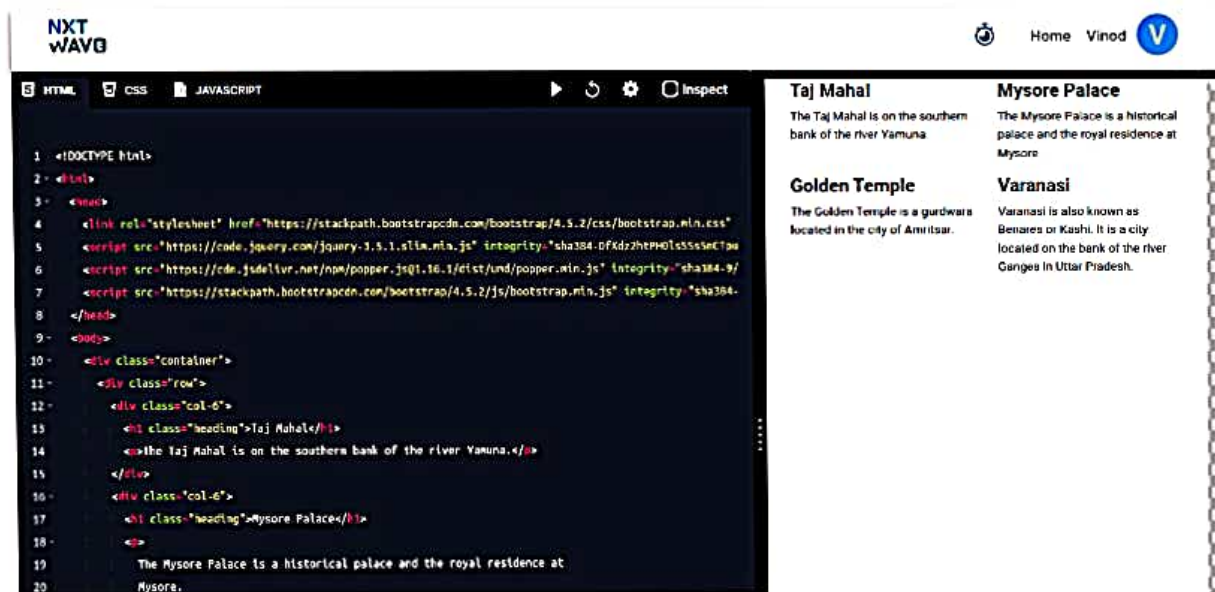 NXT
WAVE
Home Vinod V
HTML CSS JAVASCRIPT Inspect
1 <!DOCTYPE html>
2 <html>
3 <head>
4 <link rel="stylesheet" href="https://stackpath.bootstrapcdn.com/bootstrap/4.5.2/css/bootstrap.min.css"
5 <script src="https://code.jquery.com/jquery-3.5.1.slim.min.js" integrity="sha384-
6 <script src="https://cdn.jsdelivr.net/npm/popper.js@1.16.1/dist/umd/popper.min.js" integrity="sha384-9/
7 <script src="https://stackpath.bootstrapcdn.com/bootstrap/4.5.2/js/bootstrap.min.js" integrity="sha384-
8 </head>
9 <body>
10 <div class="container">
11 <div class="row">
12 <div class="col-6">
13 <h1 class="heading">Taj Mahal</h1>
14 <p>The Taj Mahal is on the southern bank of the river Yamuna.</p>
15 </div>
16 <div class="col-6">
17 <h1 class="heading">Mysore Palace</h1>
18 <p>
19 The Mysore Palace is a historical palace and the royal residence at
20 Mysore.
Taj Mahal
The Taj Mahal is on the southern
bank of the river Yamuna.
Mysore Palace
The Mysore Palace is a historical
palace and the royal residence at
Mysore
Golden Temple
The Golden Temple is a gurdwara
located in the city of Amritsar.
Varanasi
Varanasi is also known as
Benares or Kashi. It is a city
located on the bank of the river
Ganges in Uttar Pradesh.